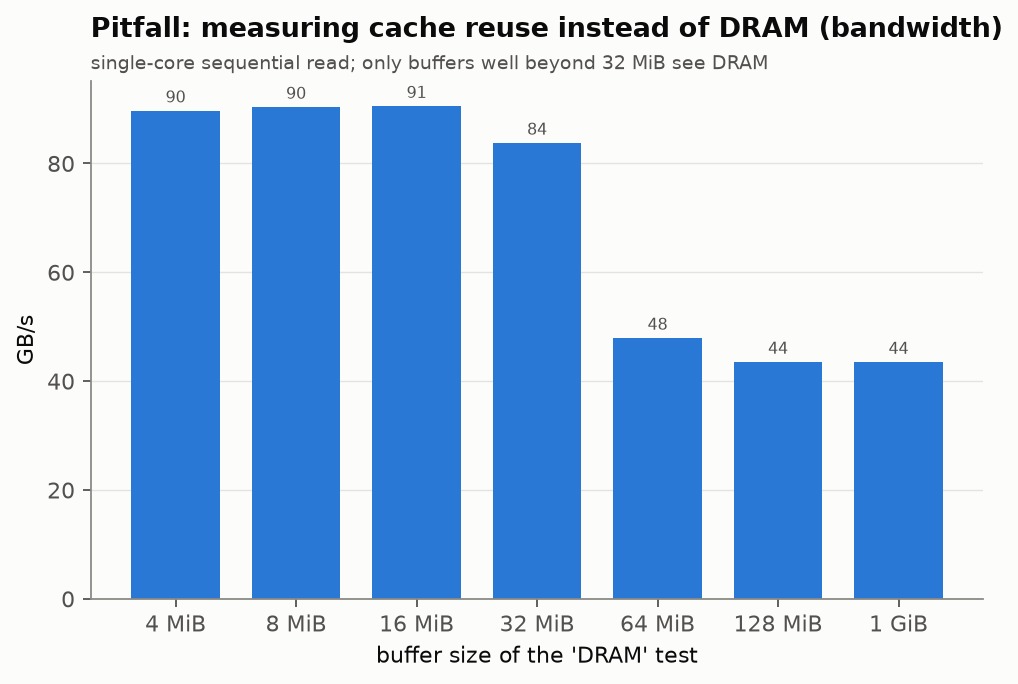 Pitfall: measuring cache reuse instead of DRAM (bandwidth)
single-core sequential read; only buffers well beyond 32 MiB see DRAM
90
90
91
84
48
44
44
80
60
40
20
0
GB/s
4 MiB
8 MiB
16 MiB
32 MiB
64 MiB
128 MiB
1 GiB
buffer size of the 'DRAM' test